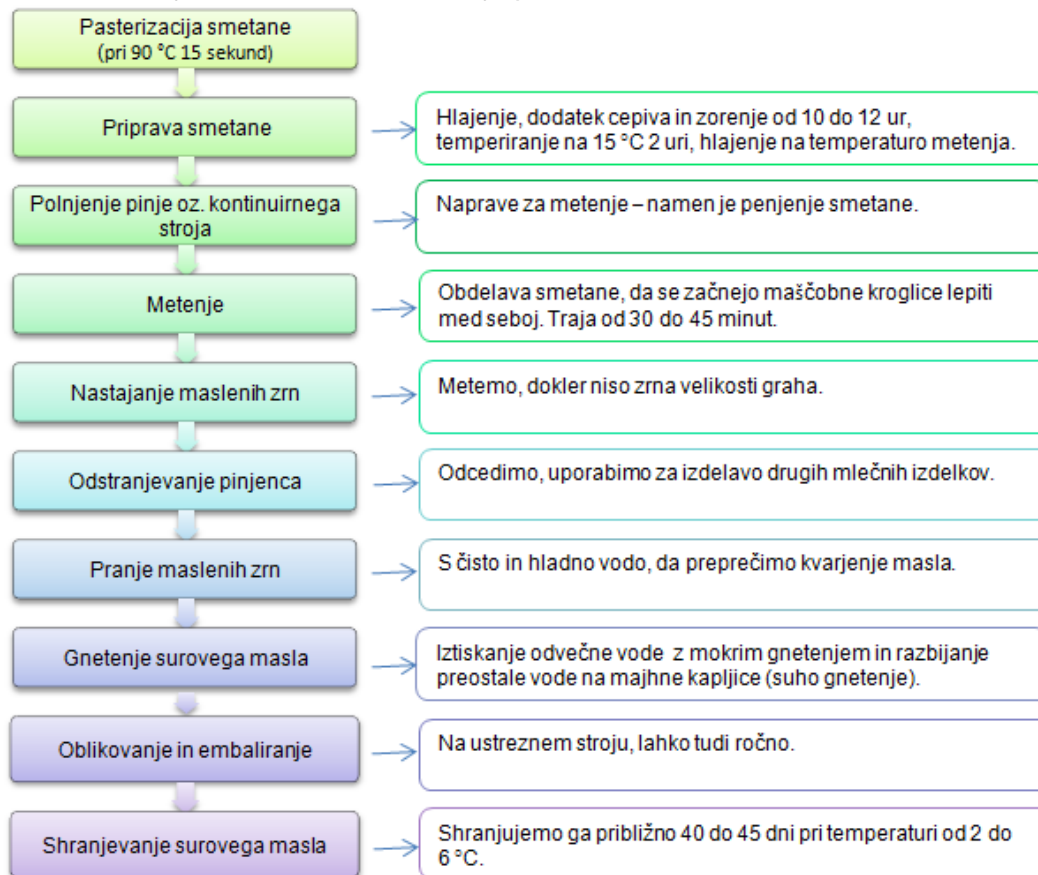 Pasterizacija smetane
(pri 90 °C 15 sekund)
Priprava smetane
Hlajenje, dodatek cepiva in zorenje od 10 do 12 ur,
temperiranje na 15 °C 2 uri, hlajenje na temperaturo metenja.
Polnjenje pinje oz. kontinuirnega
stroja
Naprave za metenje – namen je penjenje smetane.
Metenje
Obdelava smetane, da se začnejo maščobne kroglice lepiti
med seboj. Traja od 30 do 45 minut.
Nastajanje maslenih zrn
Metemo, dokler niso zrna velikosti graha.
Odstranjevanje pinjenca
Odcedimo, uporabimo za izdelavo drugih mlečnih izdelkov.
Pranje maslenih zrn
S čisto in hladno vodo, da preprečimo kvarjenje masla.
Gnetenje surovega masla
Iztiskanje odvečne vode z mokrim gnetenjem in razbijanje
preostale vode na majhne kapljice (suho gnetenje).
Oblikovanje in embaliranje
Na ustreznem stroju, lahko tudi ročno.
Shranjevanje surovega masla
Shranjujemo ga približno 40 do 45 dni pri temperaturi od 2 do
6 °C.